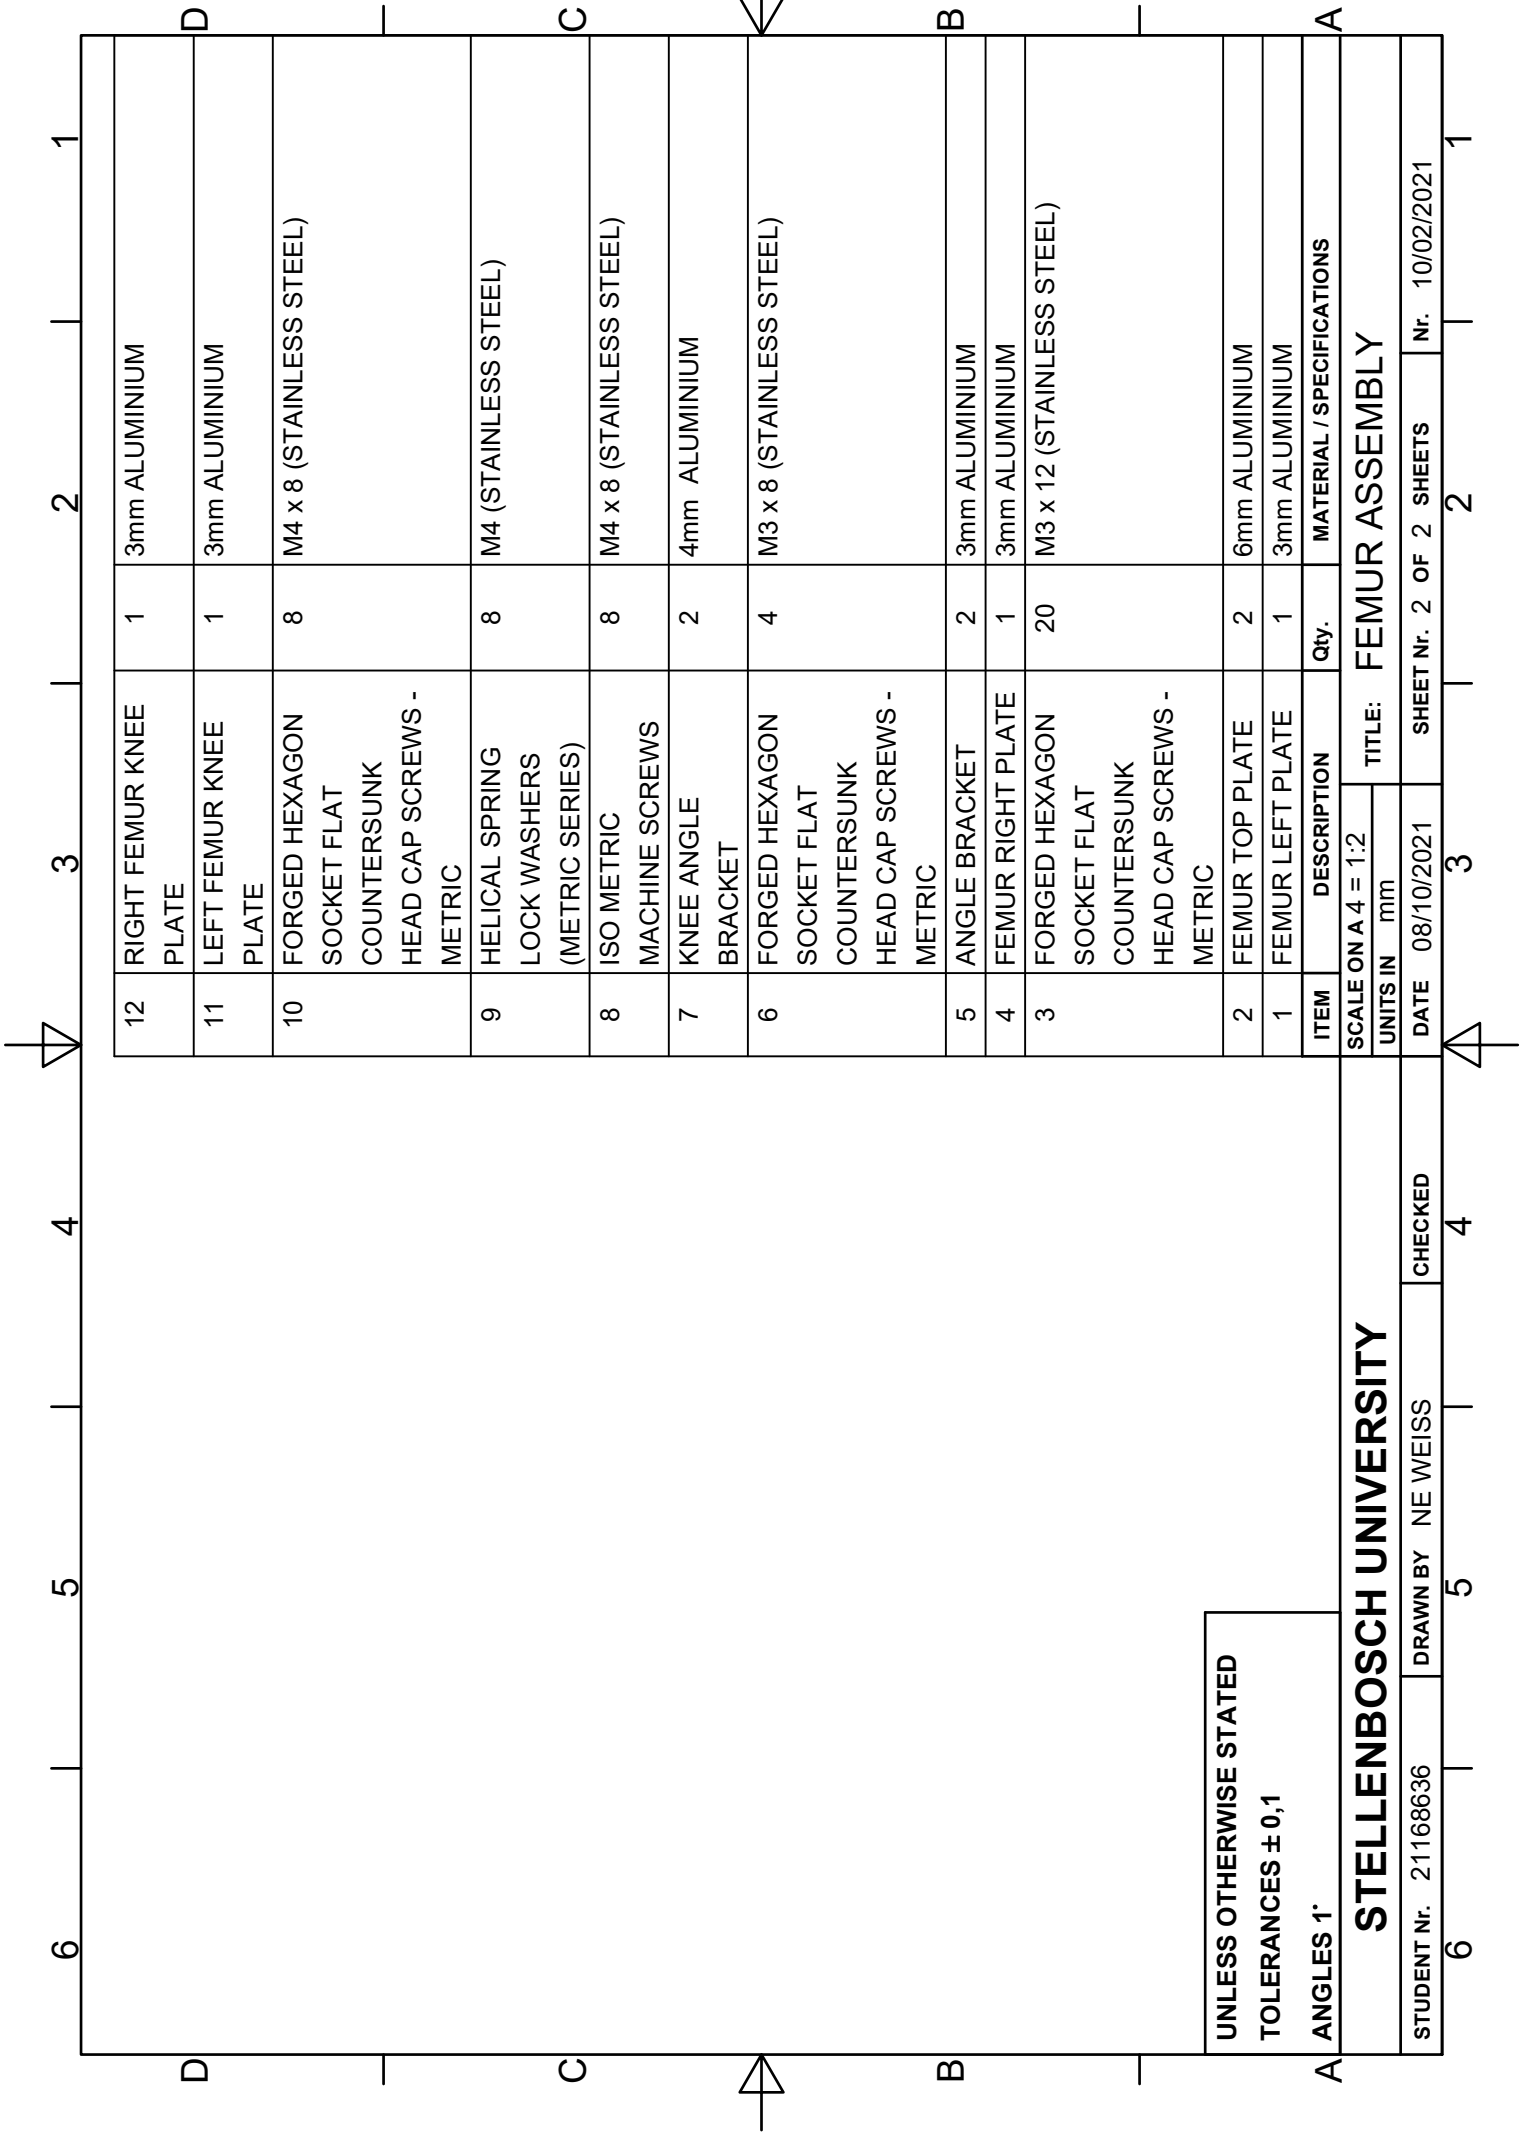 6 5 4 3 2 1
D
C
B
A
D
C
B
A
12 RIGHT FEMUR KNEE 1 3mm ALUMINIUM
PLATE
11 LEFT FEMUR KNEE 1 3mm ALUMINIUM
PLATE
10 FORGED HEXAGON 8 M4 x 8 (STAINLESS STEEL)
SOCKET FLAT
COUNTERSUNK
HEAD CAP SCREWS -
METRIC
9 HELICAL SPRING 8 M4 (STAINLESS STEEL)
LOCK WASHERS
(METRIC SERIES)
8 ISO METRIC 8 M4 x 8 (STAINLESS STEEL)
MACHINE SCREWS
7 KNEE ANGLE 2 4mm  ALUMINIUM
BRACKET
6 FORGED HEXAGON 4 M3 x 8 (STAINLESS STEEL)
SOCKET FLAT
COUNTERSUNK
HEAD CAP SCREWS -
METRIC
5 ANGLE BRACKET 2 3mm ALUMINIUM
4 FEMUR RIGHT PLATE 1 3mm ALUMINIUM
3 FORGED HEXAGON 20 M3 x 12 (STAINLESS STEEL)
SOCKET FLAT
COUNTERSUNK
HEAD CAP SCREWS -
METRIC
2 FEMUR TOP PLATE 2 6mm ALUMINIUM
1 FEMUR LEFT PLATE 1 3mm ALUMINIUM
ITEM DESCRIPTION Qty. MATERIAL / SPECIFICATIONS
UNLESS OTHERWISE STATED
TOLERANCES ± 0,1
ANGLES 1°
STELLENBOSCH UNIVERSITY
SCALE ON A 4 = 1:2
UNITS IN mm
TITLE: FEMUR ASSEMBLY
STUDENT Nr. 21168636 DRAWN BY NE WEISS CHECKED DATE 08/10/2021 SHEET Nr. 2 OF 2 SHEETS Nr. 10/02/2021
6 5 4 3 2 1